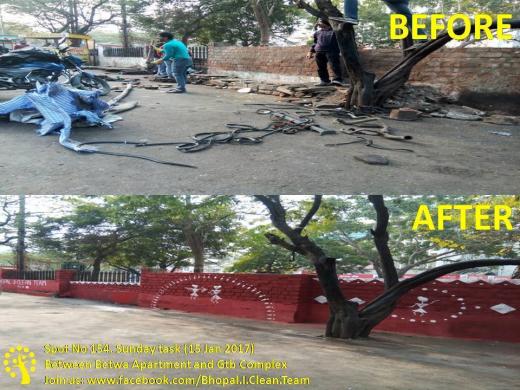 BEFORE
AFTER
Spot No 154, Sunday task (15 Jan 2017)
Between Betwa Apartment and Gtb Complex
Join us: www.facebook.com/Bhopal.I.Clean.Team